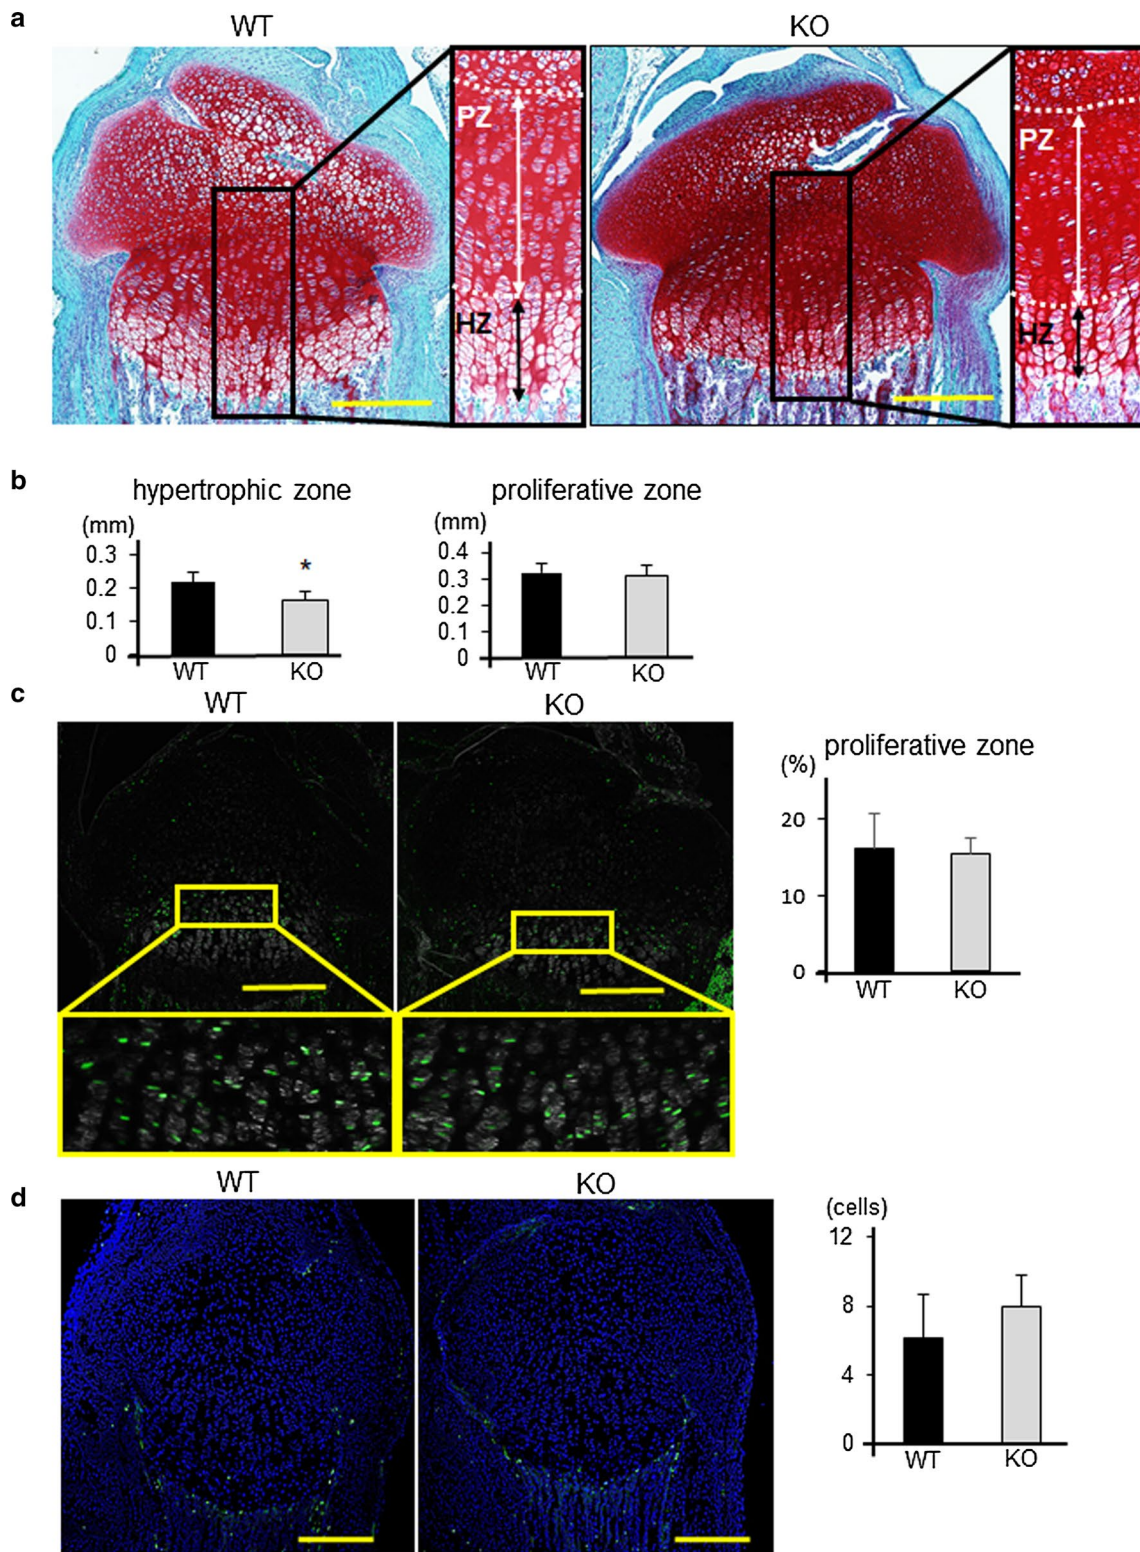 a
WT
KO
PZ
HZ
PZ
HZ
b
hypertrophic zone
(mm)
0.3
0.2
0.1
0
*
WT
KO
proliferative zone
(mm)
0.4
0.3
0.2
0.1
0
WT
KO
c
WT
KO
proliferative zone
(%)
20
10
0
WT
KO
d
WT
KO
(cells)
12
8
4
0
WT
KO